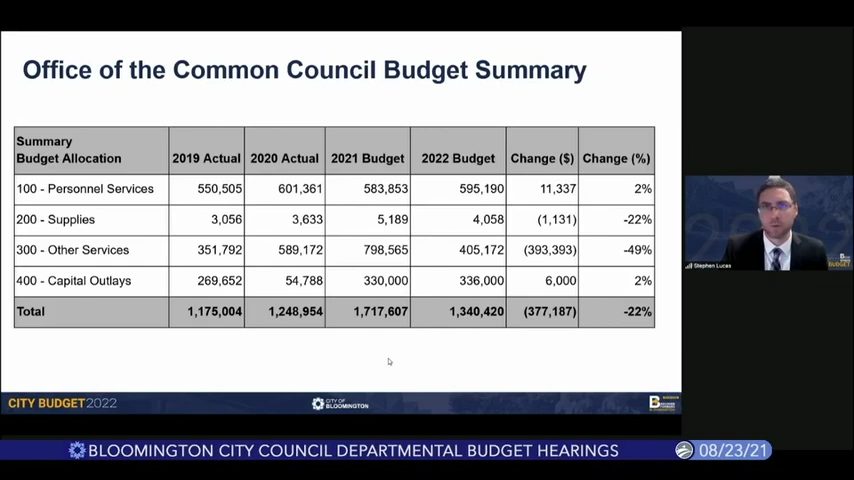 Office of the Common Council Budget Summary
Summary
Budget Allocation 2019 Actual 2020 Actual 2021 Budget 2022 Budget Change ($) Change (%)
100 - Personnel Services 550,505 601,361 583,853 595,190 11,337 2%
200 - Supplies 3,056 3,633 5,189 4,058 (1,131) -22%
300 - Other Services 351,792 589,172 798,565 405,172 (393,393) -49%
400 - Capital Outlays 269,652 54,788 330,000 336,000 6,000 2%
Total 1,175,004 1,248,954 1,717,607 1,340,420 (377,187) -22%
Stephen Lucas
CITY BUDGET 2022
CITY OF
BLOOMINGTON
BLOOMINGTON CITY COUNCIL DEPARTMENTAL BUDGET HEARINGS 08/23/21